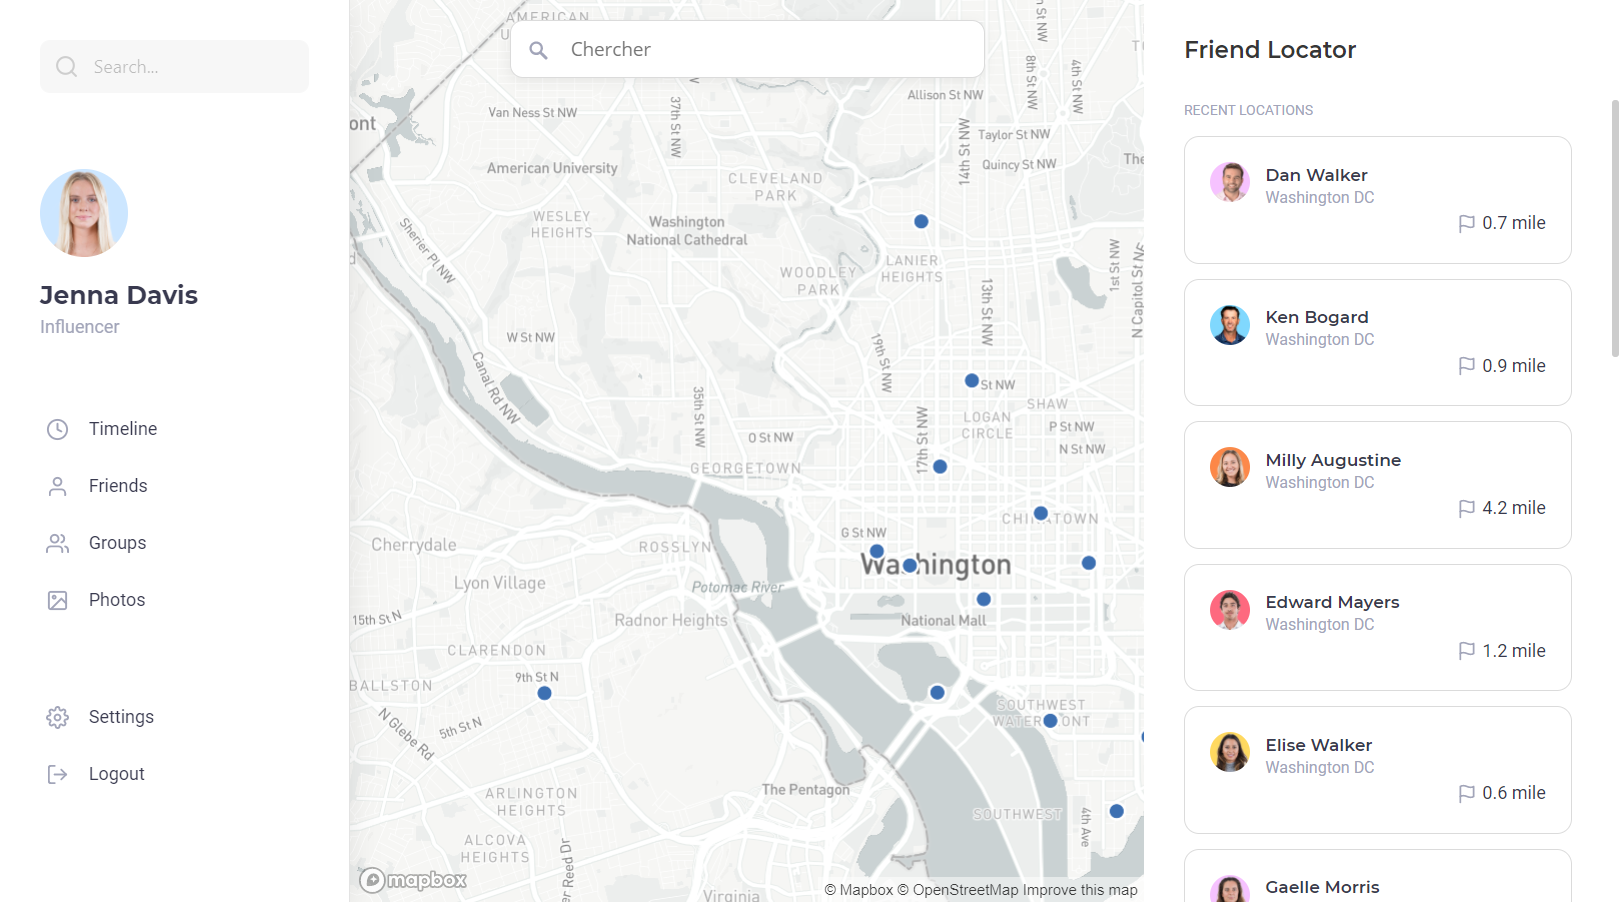 Search...
Jenna Davis
Influencer
Timeline
Friends
Groups
Photos
Settings
Logout
Chercher
AMERICAN
Van Ness St NW
American University
37th St NW
CLEVELAND
PARK
WESLEY
HEIGHTS
Washington
National Cathedral
Sherier Pl NW
WOODLEY
PARK
LANIER
HEIGHTS
Allison St NW
8th St NW
4th St NW
Taylor St NW
14th St NW
Quincy St NW
The
1st St NW
N Capitol St NW
13th St NW
19th St NW
W St NW
Canal Rd NW
35th St NW
St NW
SHAW
LOGAN
CIRCLE
P St NW
N St NW
17th St NW
O St NW
GEORGETOWN
G St NW
Washington
National Mall
Cherrydale
ROSSLYN
Lyon Village
Potomac River
Radnor Heights
15th St N
CLARENDON
BALLSTON
9th St N
5th St N
N Glebe Rd
SOUTHWEST
The Pentagon
ARLINGTON
HEIGHTS
ALCOVA
HEIGHTS
SOUTHWEST
4th Ave
Virginia
mapbox
© Mapbox © OpenStreetMap Improve this map
Friend Locator
RECENT LOCATIONS
Dan Walker
Washington DC
0.7 mile
Ken Bogard
Washington DC
0.9 mile
Milly Augustine
Washington DC
4.2 mile
Edward Mayers
Washington DC
1.2 mile
Elise Walker
Washington DC
0.6 mile
Gaelle Morris